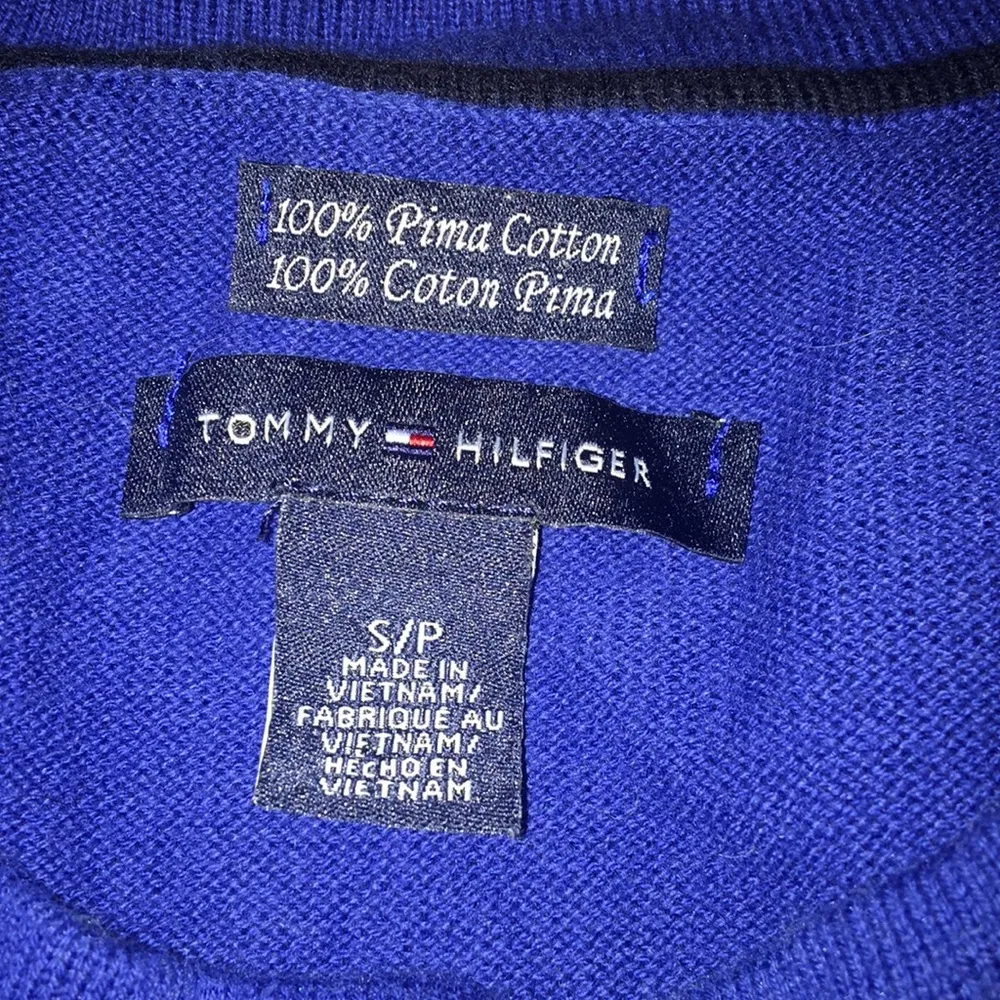 100% Pima Cotton
100% Coton Pima
TOMMY HILFIGER
S/P
MADE IN
VIETNAM/
FABRIQUÉ AU
VIETNAM/
HECHO EN
VIETNAM